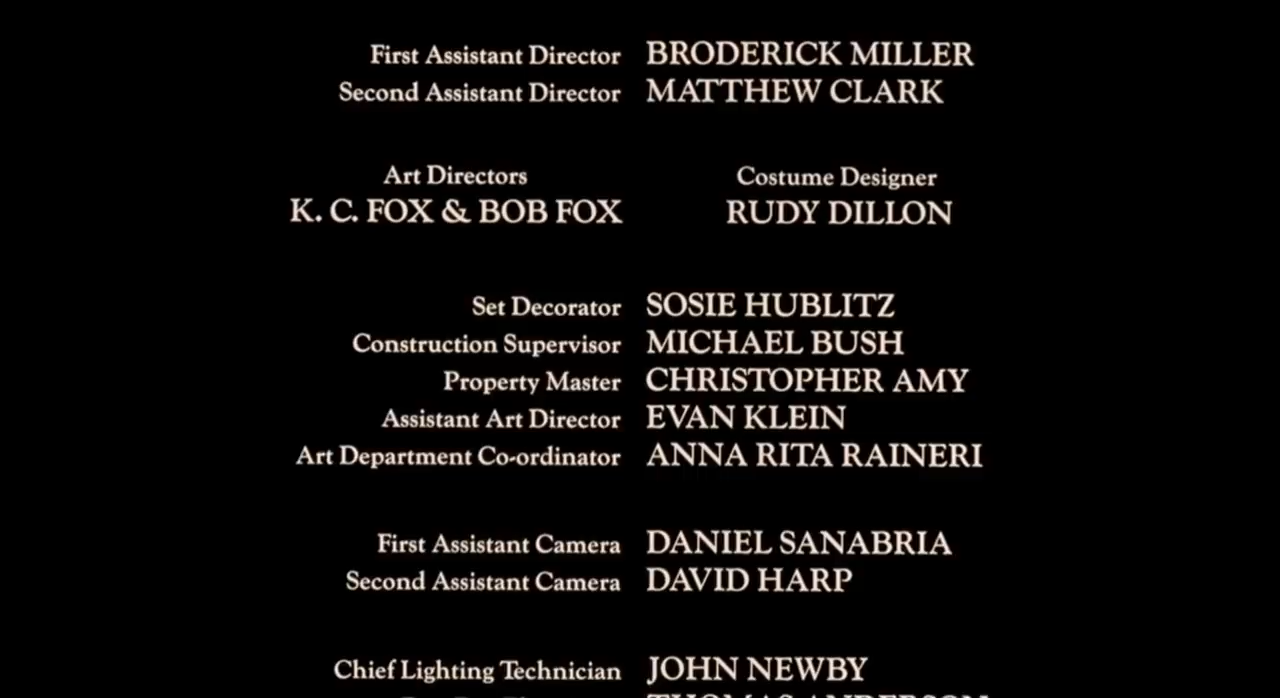 First Assistant Director BRODERICK MILLER
Second Assistant Director MATTHEW CLARK
Art Directors Costume Designer
K. C. FOX & BOB FOX RUDY DILLON
Set Decorator SOSIE HUBLITZ
Construction Supervisor MICHAEL BUSH
Property Master CHRISTOPHER AMY
Assistant Art Director EVAN KLEIN
Art Department Co-ordinator ANNA RITA RAINERI
First Assistant Camera DANIEL SANABRIA
Second Assistant Camera DAVID HARP
Chief Lighting Technician JOHN NEWBY
THOMAS ANDERSON